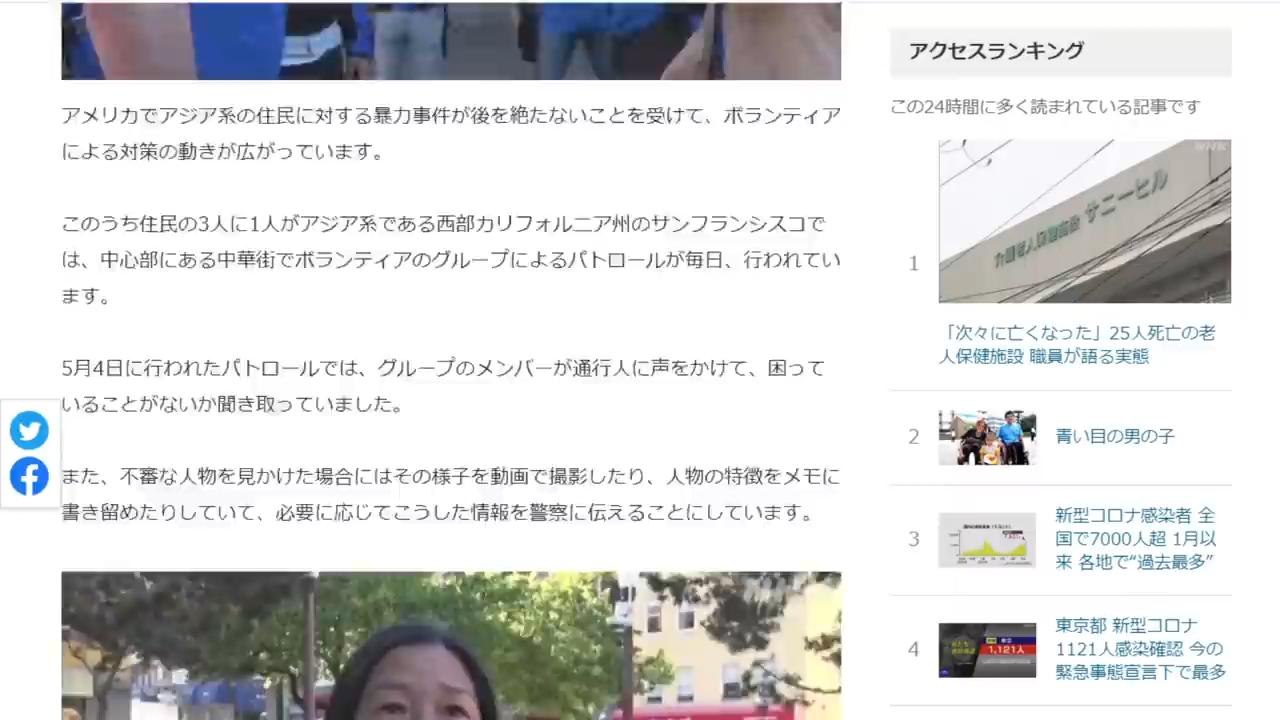 アメリカでアジア系の住民に対する暴力事件が後を絶たないことを受けて、ボランティア
による対策の動きが広がっています。
このうち住民の3人に1人がアジア系である西部カリフォルニア州のサンフランシスコで
は、中心部にある中華街でボランティアのグループによるパトロールが毎日、行われてい
ます。
5月4日に行われたパトロールでは、グループのメンバーが通行人に声をかけて、困って
いることがないか聞き取っていました。
また、不審な人物を見かけた場合にはその様子を動画で撮影したり、人物の特徴をメモに
書き留めたりしていて、必要に応じてこうした情報を警察に伝えることにしています。
NHK
アクセスランキング
この24時間に多く読まれている記事です
1
NHK
介護老人保健施設 サニーヒル
「次々に亡くなった」25人死亡の老
人保健施設 職員が語る実態
2
青い目の男の子
3
新型コロナ感染者 全
国で7000人超 1月以
来 各地で“過去最多”
4
1,121人
東京都 新型コロナ
1121人感染確認 今の
緊急事態宣言下で最多